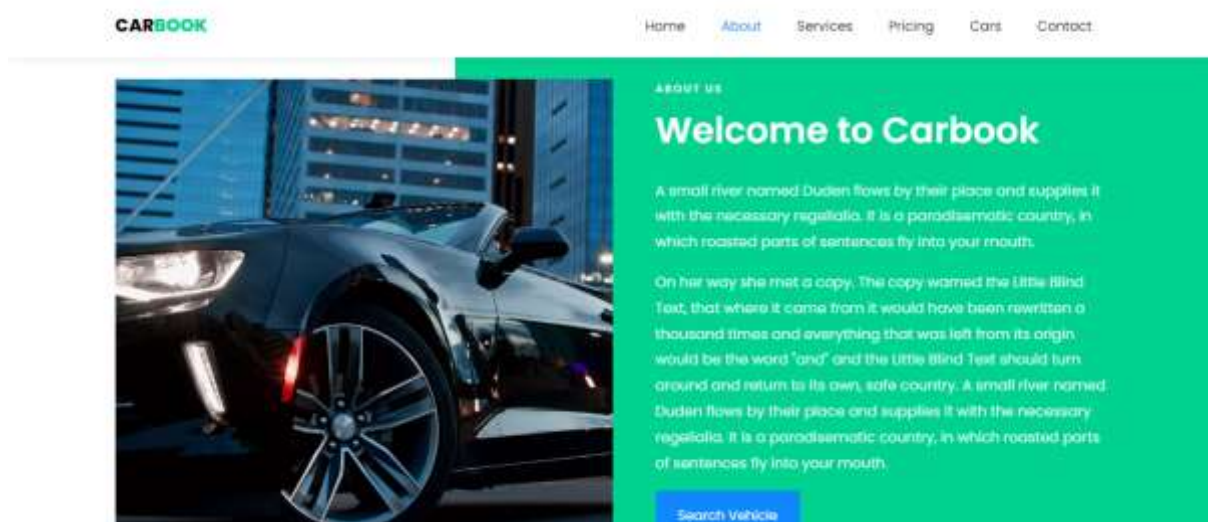 CARBOOK
Home About Services Pricing Cars Contact
ABOUT US
Welcome to Carbook
A small river named Duden flows by their place and supplies it
with the necessary regelialia. It is a paradisematic country, in
which roasted parts of sentences fly into your mouth.
On her way she met a copy. The copy warned the Little Blind
Text, that where it came from it would have been rewritten a
thousand times and everything that was left from its origin
would be the word "and" and the Little Blind Text should turn
around and return to its own, safe country. A small river named
Duden flows by their place and supplies it with the necessary
regelialia. It is a paradisematic country, in which roasted parts
of sentences fly into your mouth.
Search Vehicle